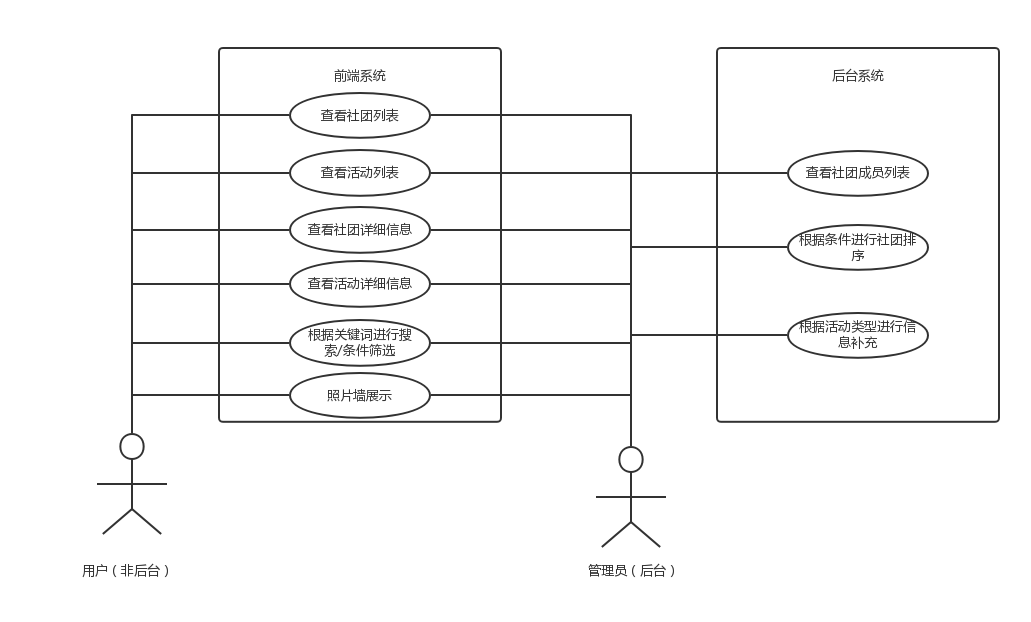 前端系统
查看社团列表
查看活动列表
查看社团详细信息
查看活动详细信息
根据关键词进行搜
索/条件筛选
照片墙展示
后台系统
查看社团成员列表
根据条件进行社团排
序
根据活动类型进行信
息补充
用户（非后台）
管理员（后台）